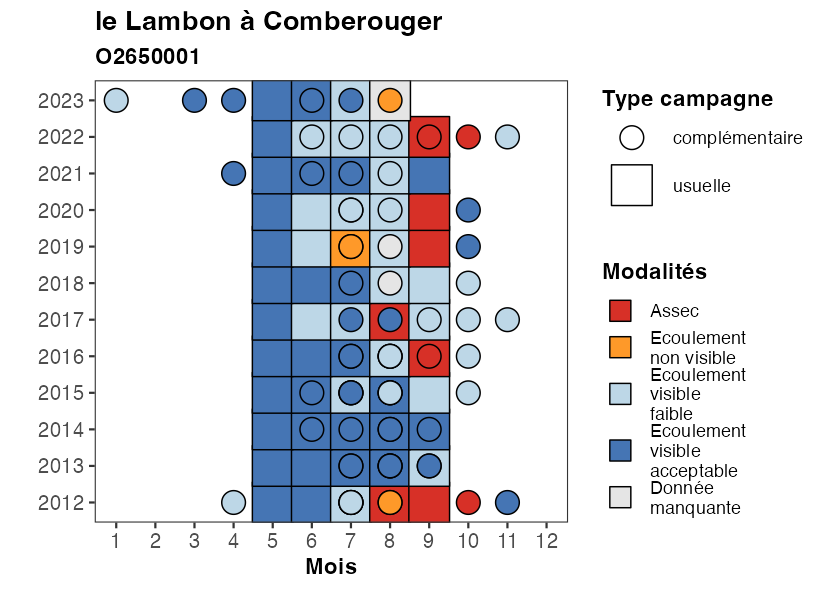 le Lambon à Comberouger
O2650001
2023
2022
2021
2020
2019
2018
2017
2016
2015
2014
2013
2012
1 2 3 4 5 6 7 8 9 10 11 12
Mois
Type campagne
complémentaire
usuelle
Modalités
Assec
Ecoulement
non visible
Ecoulement
visible
faible
Ecoulement
visible
acceptable
Donnée
manquante